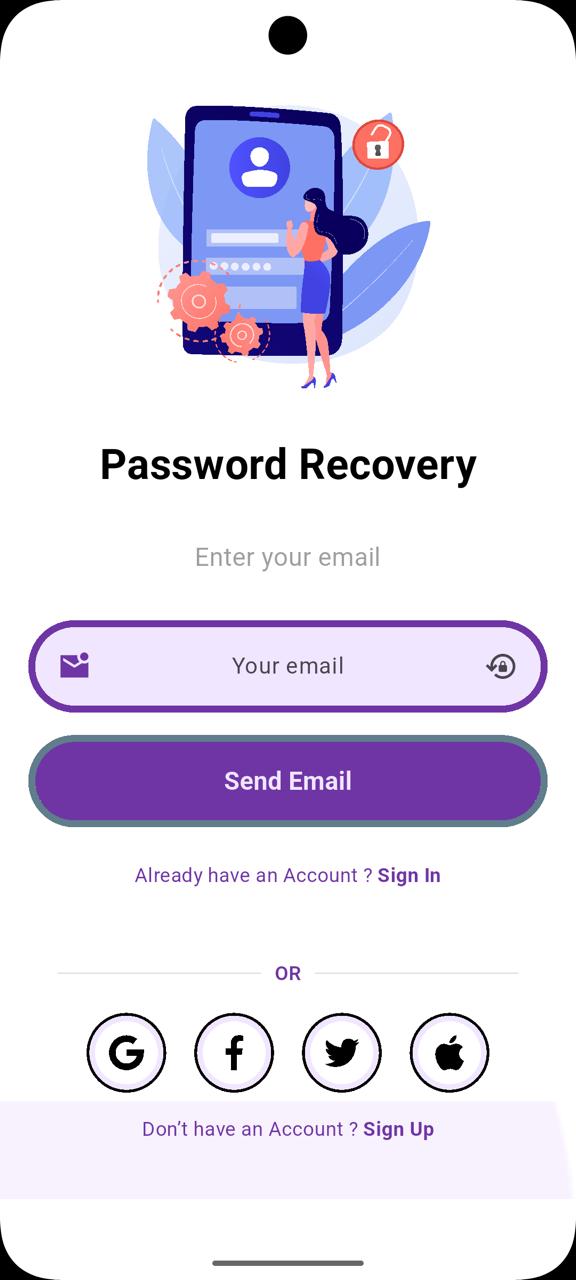 Password Recovery
Enter your email
Your email
Send Email
Already have an Account ? Sign In
OR
Don’t have an Account ? Sign Up